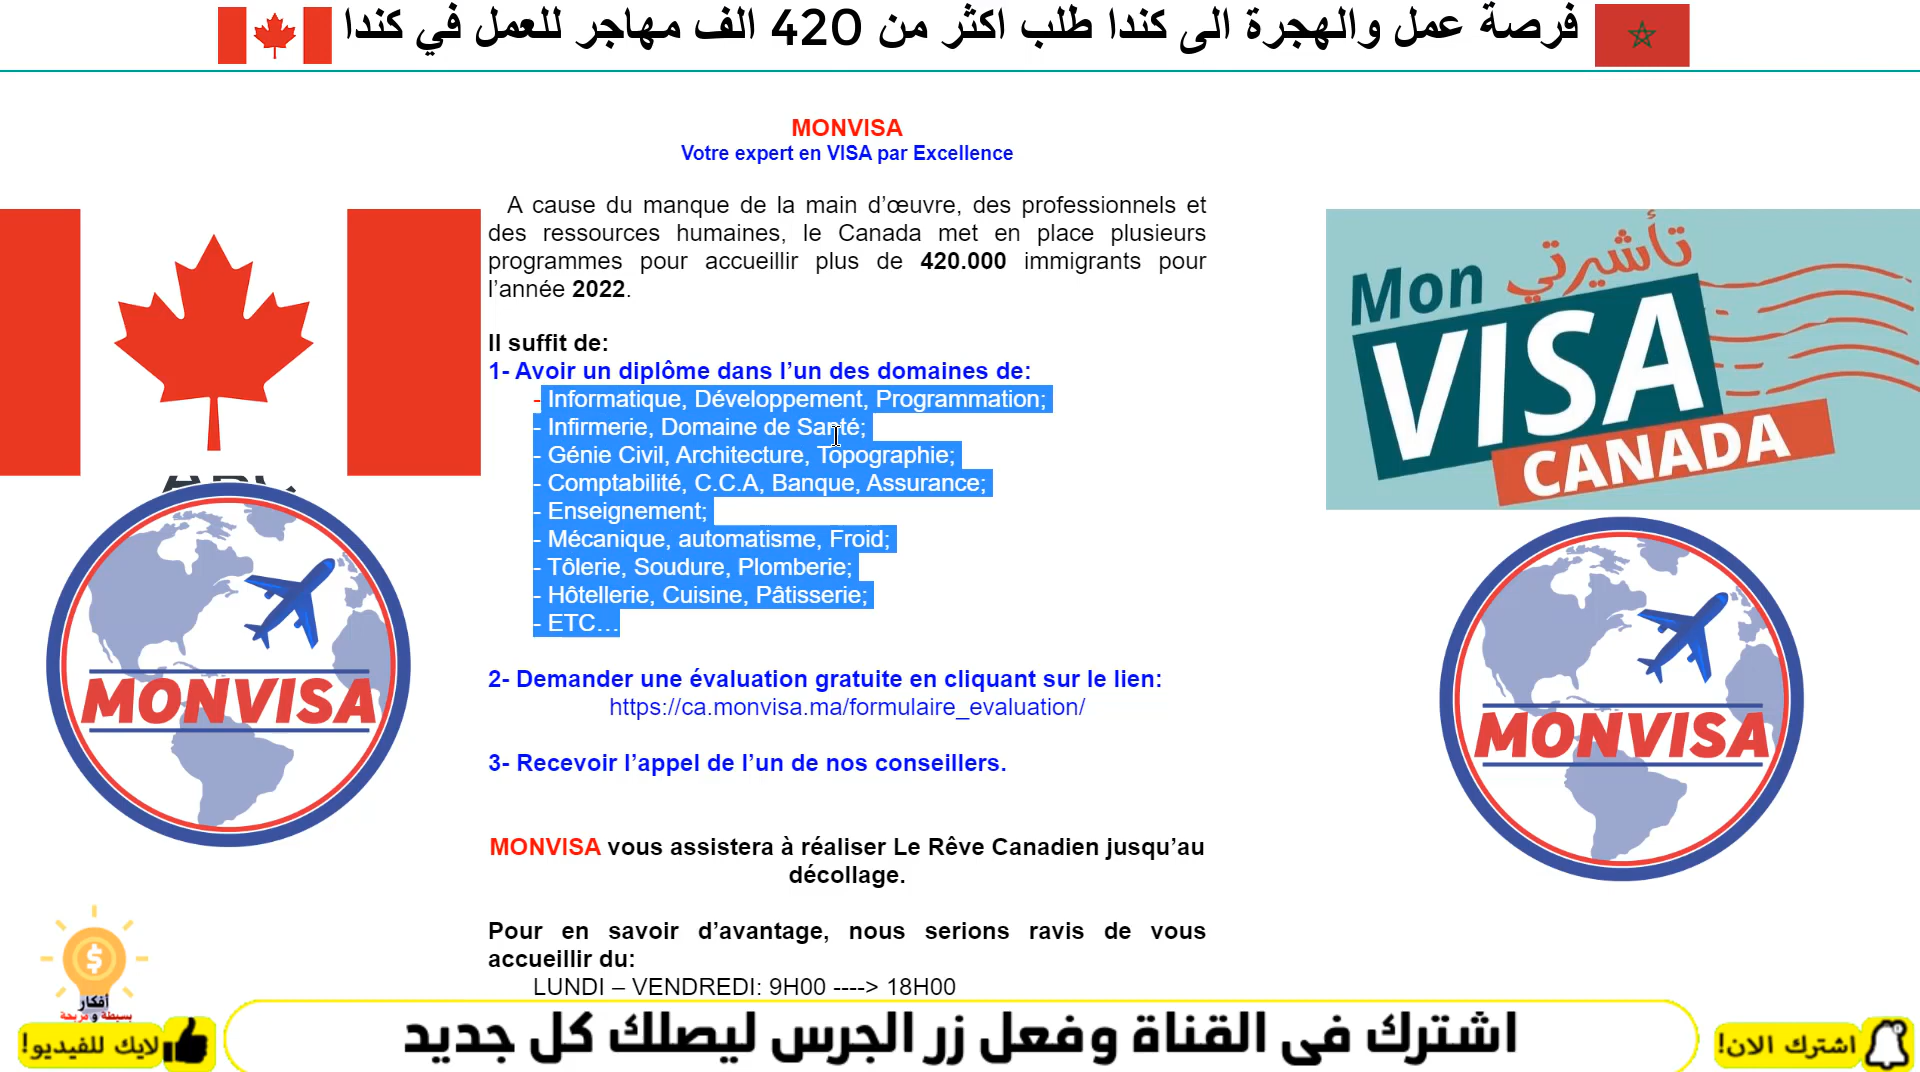 فرصة عمل والهجرة الى كندا طلب اكثر من 420 الف مهاجر للعمل في كندا
MONVISA
Votre expert en VISA par Excellence
A cause du manque de la main d’œuvre, des professionnels et
des ressources humaines, le Canada met en place plusieurs
programmes pour accueillir plus de 420.000 immigrants pour
l’année 2022.
Il suffit de:
1- Avoir un diplôme dans l’un des domaines de:
- Informatique, Développement, Programmation;
- Infirmerie, Domaine de Santé;
- Génie Civil, Architecture, Topographie;
- Comptabilité, C.C.A, Banque, Assurance;
- Enseignement;
- Mécanique, automatisme, Froid;
- Tôlerie, Soudure, Plomberie;
- Hôtellerie, Cuisine, Pâtisserie;
- ETC…
2- Demander une évaluation gratuite en cliquant sur le lien:
https://ca.monvisa.ma/formulaire_evaluation/
3- Recevoir l’appel de l’un de nos conseillers.
MONVISA vous assistera à réaliser Le Rêve Canadien jusqu’au
décollage.
Pour en savoir d’avantage, nous serions ravis de vous
accueillir du:
LUNDI – VENDREDI: 9H00 ----> 18H00
MONVISA
Mon تأشيرتي
VISA
CANADA
MONVISA
$
أفكار
بسيطة و مربحة
لايك للفيديو!
اشترك فى القناة وفعل زر الجرس ليصلك كل جديد
اشترك الان!